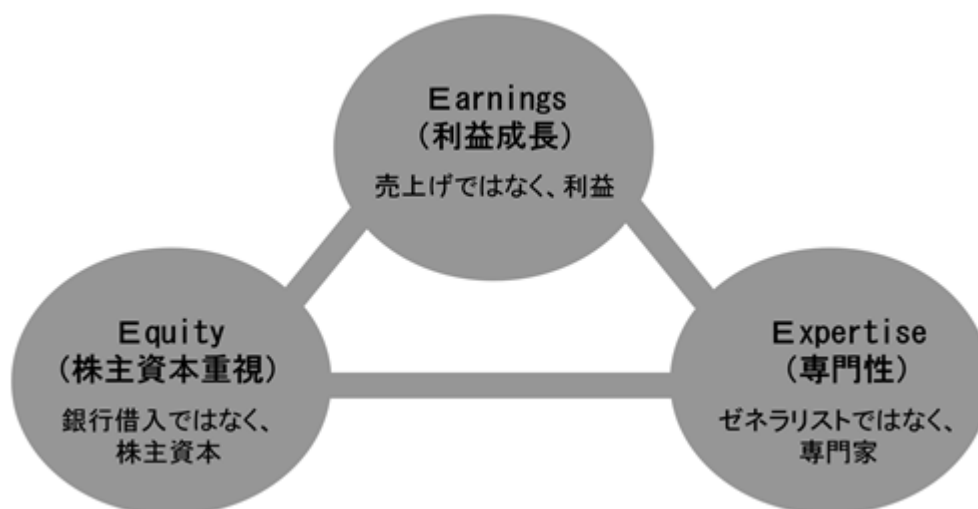 Earnings
(利益成長)
売上げではなく、利益
Equity
(株主資本重視)
銀行借入ではなく、
株主資本
Expertise
(専門性)
ゼネラリストではなく、
専門家